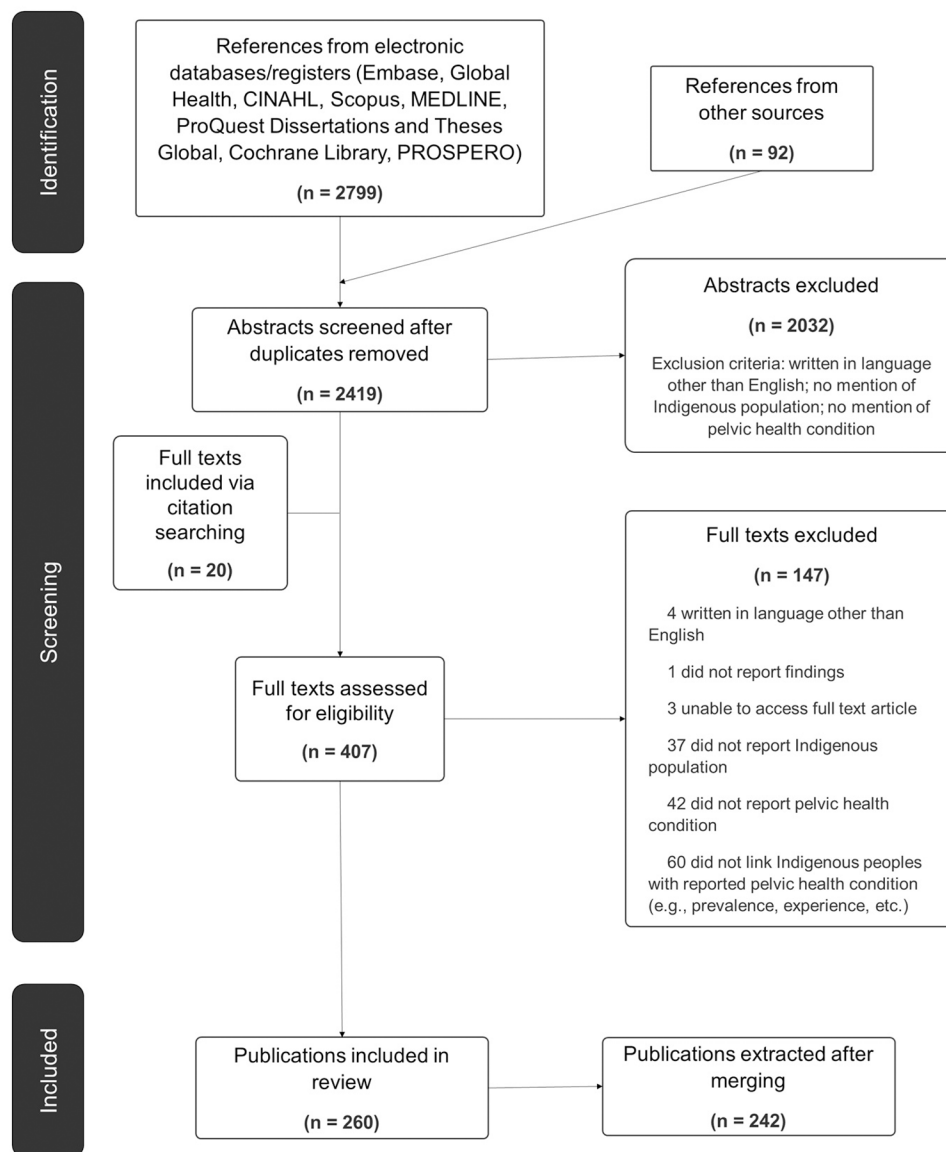 Identification
References from electronic
databases/registers (Embase, Global
Health, CINAHL, Scopus, MEDLINE,
ProQuest Dissertations and Theses
Global, Cochrane Library, PROSPERO)
(n = 2799)
References from
other sources
(n = 92)
Screening
Abstracts screened after
duplicates removed
(n = 2419)
Abstracts excluded
(n = 2032)
Exclusion criteria: written in language
other than English; no mention of
Indigenous population; no mention of
pelvic health condition
Full texts
included via
citation
searching
(n = 20)
Full texts assessed
for eligibility
(n = 407)
Full texts excluded
(n = 147)
4 written in language other than
English
1 did not report findings
3 unable to access full text article
37 did not report Indigenous
population
42 did not report pelvic health
condition
60 did not link Indigenous peoples
with reported pelvic health condition
(e.g., prevalence, experience, etc.)
Included
Publications included in
review
(n = 260)
Publications extracted after
merging
(n = 242)